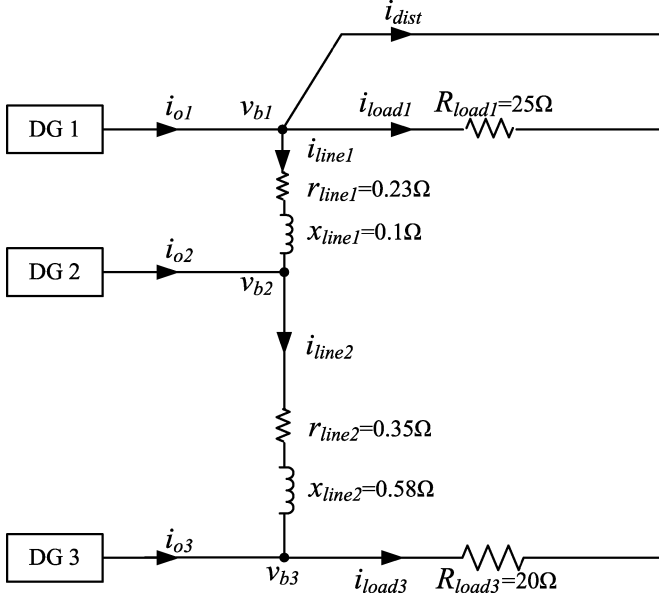 i_dist
DG 1
i_o1
v_b1
i_load1
R_load1=25Ω
i_line1
r_line1=0.23Ω
x_line1=0.1Ω
DG 2
i_o2
v_b2
i_line2
r_line2=0.35Ω
x_line2=0.58Ω
DG 3
i_o3
v_b3
i_load3
R_load3=20Ω